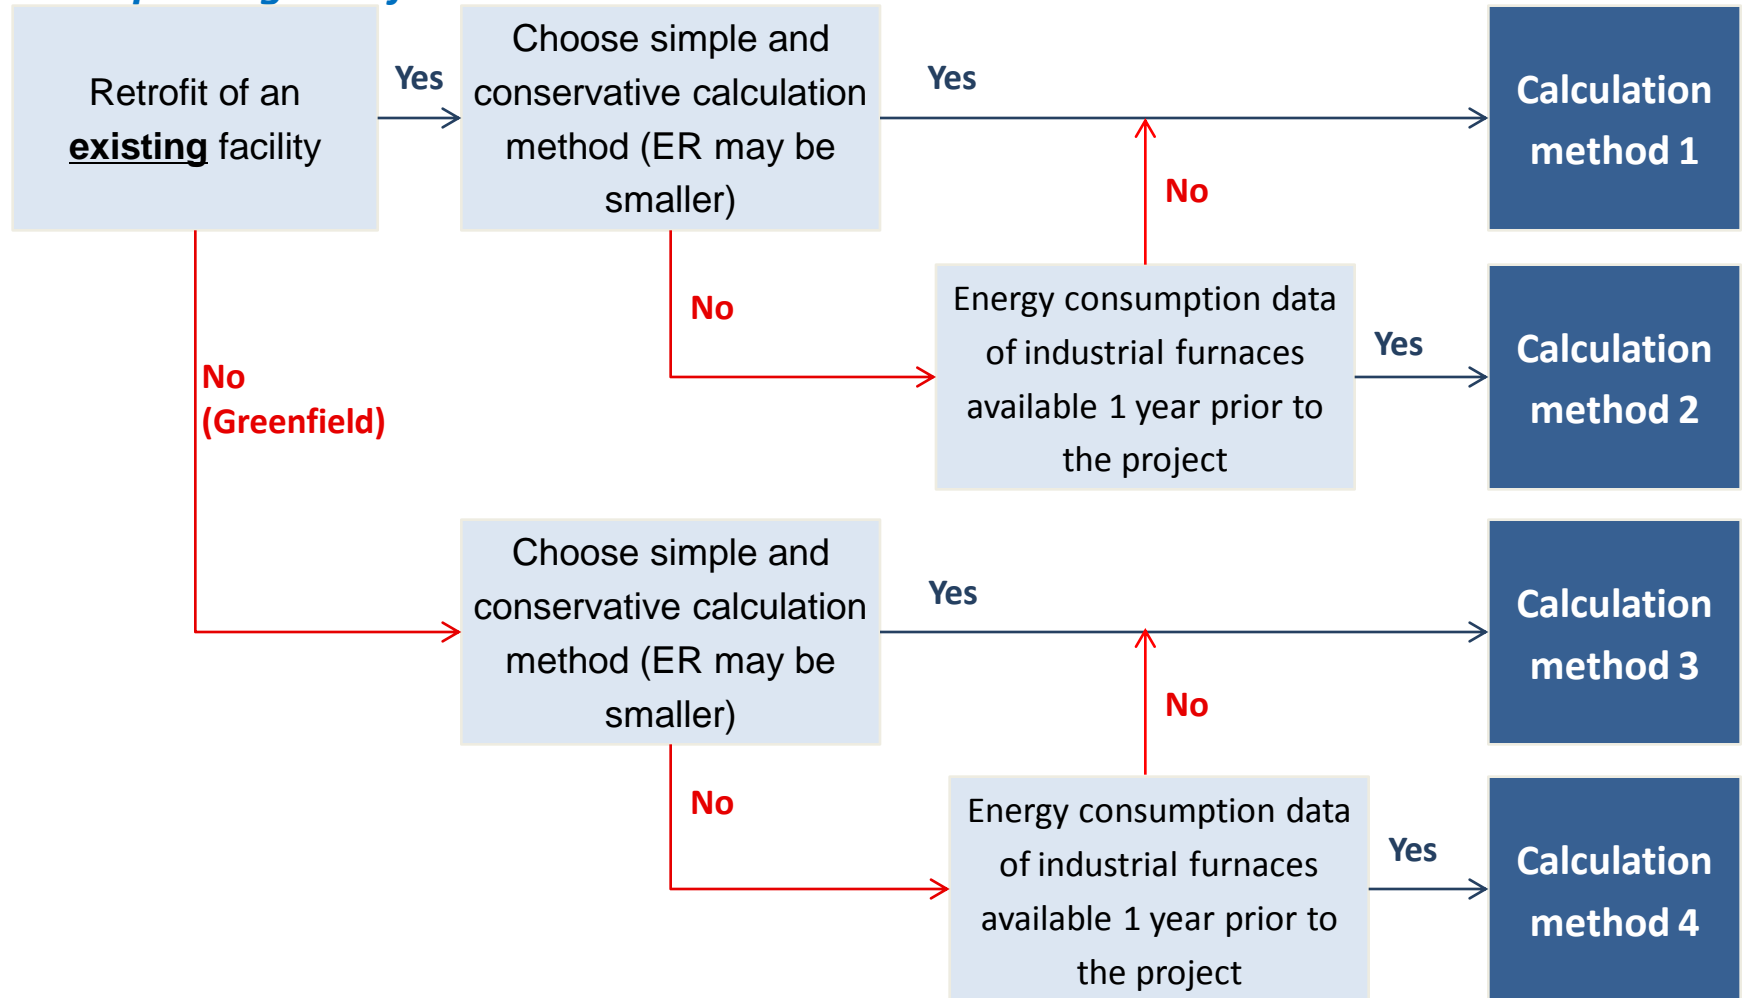 Retrofit of an
existing facility
Yes
Choose simple and
conservative calculation
method (ER may be
smaller)
Yes
Calculation
method 1
No
No
Energy consumption data
of industrial furnaces
available 1 year prior to
the project
Yes
Calculation
method 2
No
(Greenfield)
Choose simple and
conservative calculation
method (ER may be
smaller)
Yes
Calculation
method 3
No
No
Energy consumption data
of industrial furnaces
available 1 year prior to
the project
Yes
Calculation
method 4